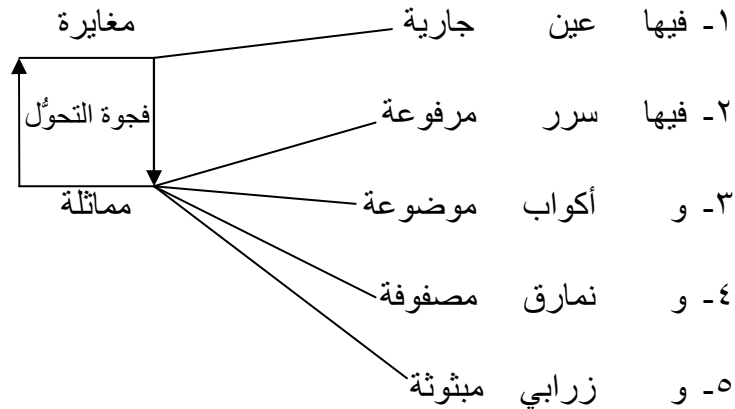 ١- فيها عين جارية مغايرة
٢- فيها سرر مرفوعة فجوة التحوُّل
٣- و أكواب موضوعة مماثلة
٤- و نمارق مصفوفة
٥- و زرابي مبثوثة